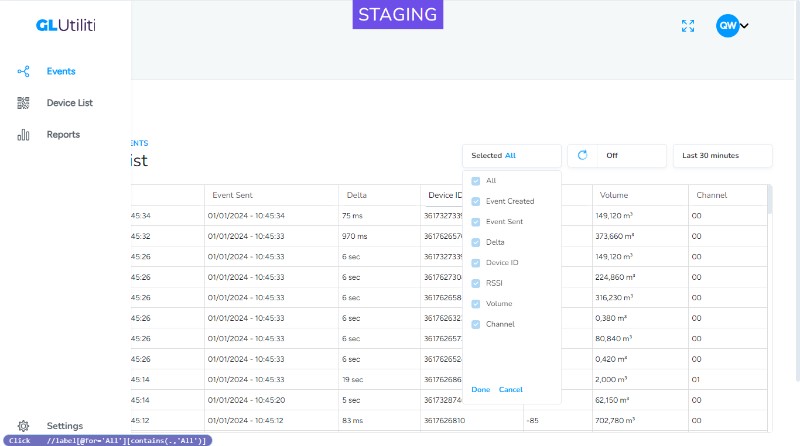 STAGING
GLUtiliti
QW
Events
Device List
Reports
Settings
ENTS
ist
Selected All
Off
Last 30 minutes
Event Sent Delta Device ID Volume Channel
45:34 01/01/2024 - 10:45:34 75 ms 361732733 149,120 m³ 00
45:32 01/01/2024 - 10:45:33 970 ms 36176265 373,660 m³ 00
45:26 01/01/2024 - 10:45:33 6 sec 361732733 149,120 m³ 00
45:26 01/01/2024 - 10:45:33 6 sec 36176273 224,860 m³ 00
45:26 01/01/2024 - 10:45:33 6 sec 36176265 316,230 m³ 00
45:26 01/01/2024 - 10:45:33 6 sec 36176263 0,380 m³ 00
45:26 01/01/2024 - 10:45:33 6 sec 36176265 80,840 m³ 00
45:26 01/01/2024 - 10:45:33 6 sec 36176265 0,420 m³ 00
45:14 01/01/2024 - 10:45:33 19 sec 36176268 2,000 m³ 01
45:14 01/01/2024 - 10:45:20 5 sec 36173287 62,150 m³ 00
45:12 01/01/2024 - 10:45:12 83 ms 3617626810 -85 702,780 m³ 00
All
Event Created
Event Sent
Delta
Device ID
RSSI
Volume
Channel
Done Cancel
Click //label[@for='All'][contains(.,'All')]